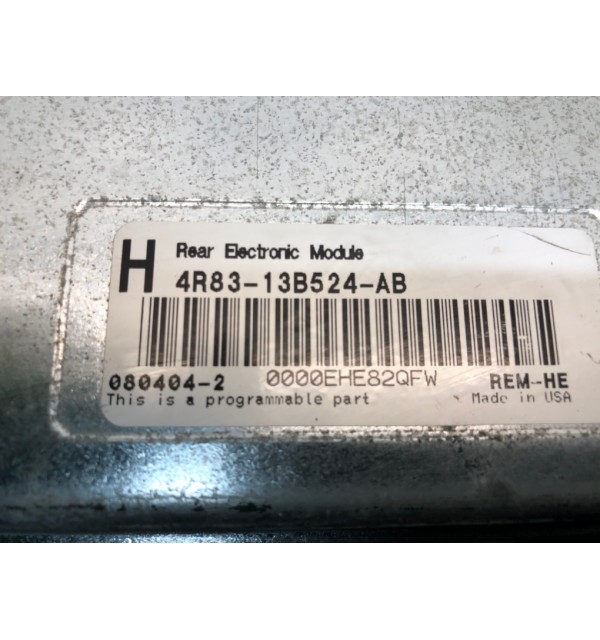 H
Rear Electronic Module
4R83-13B524-AB
080404-2
0000EHE82QFW
REM-HE
This is a programmable part
Made in USA